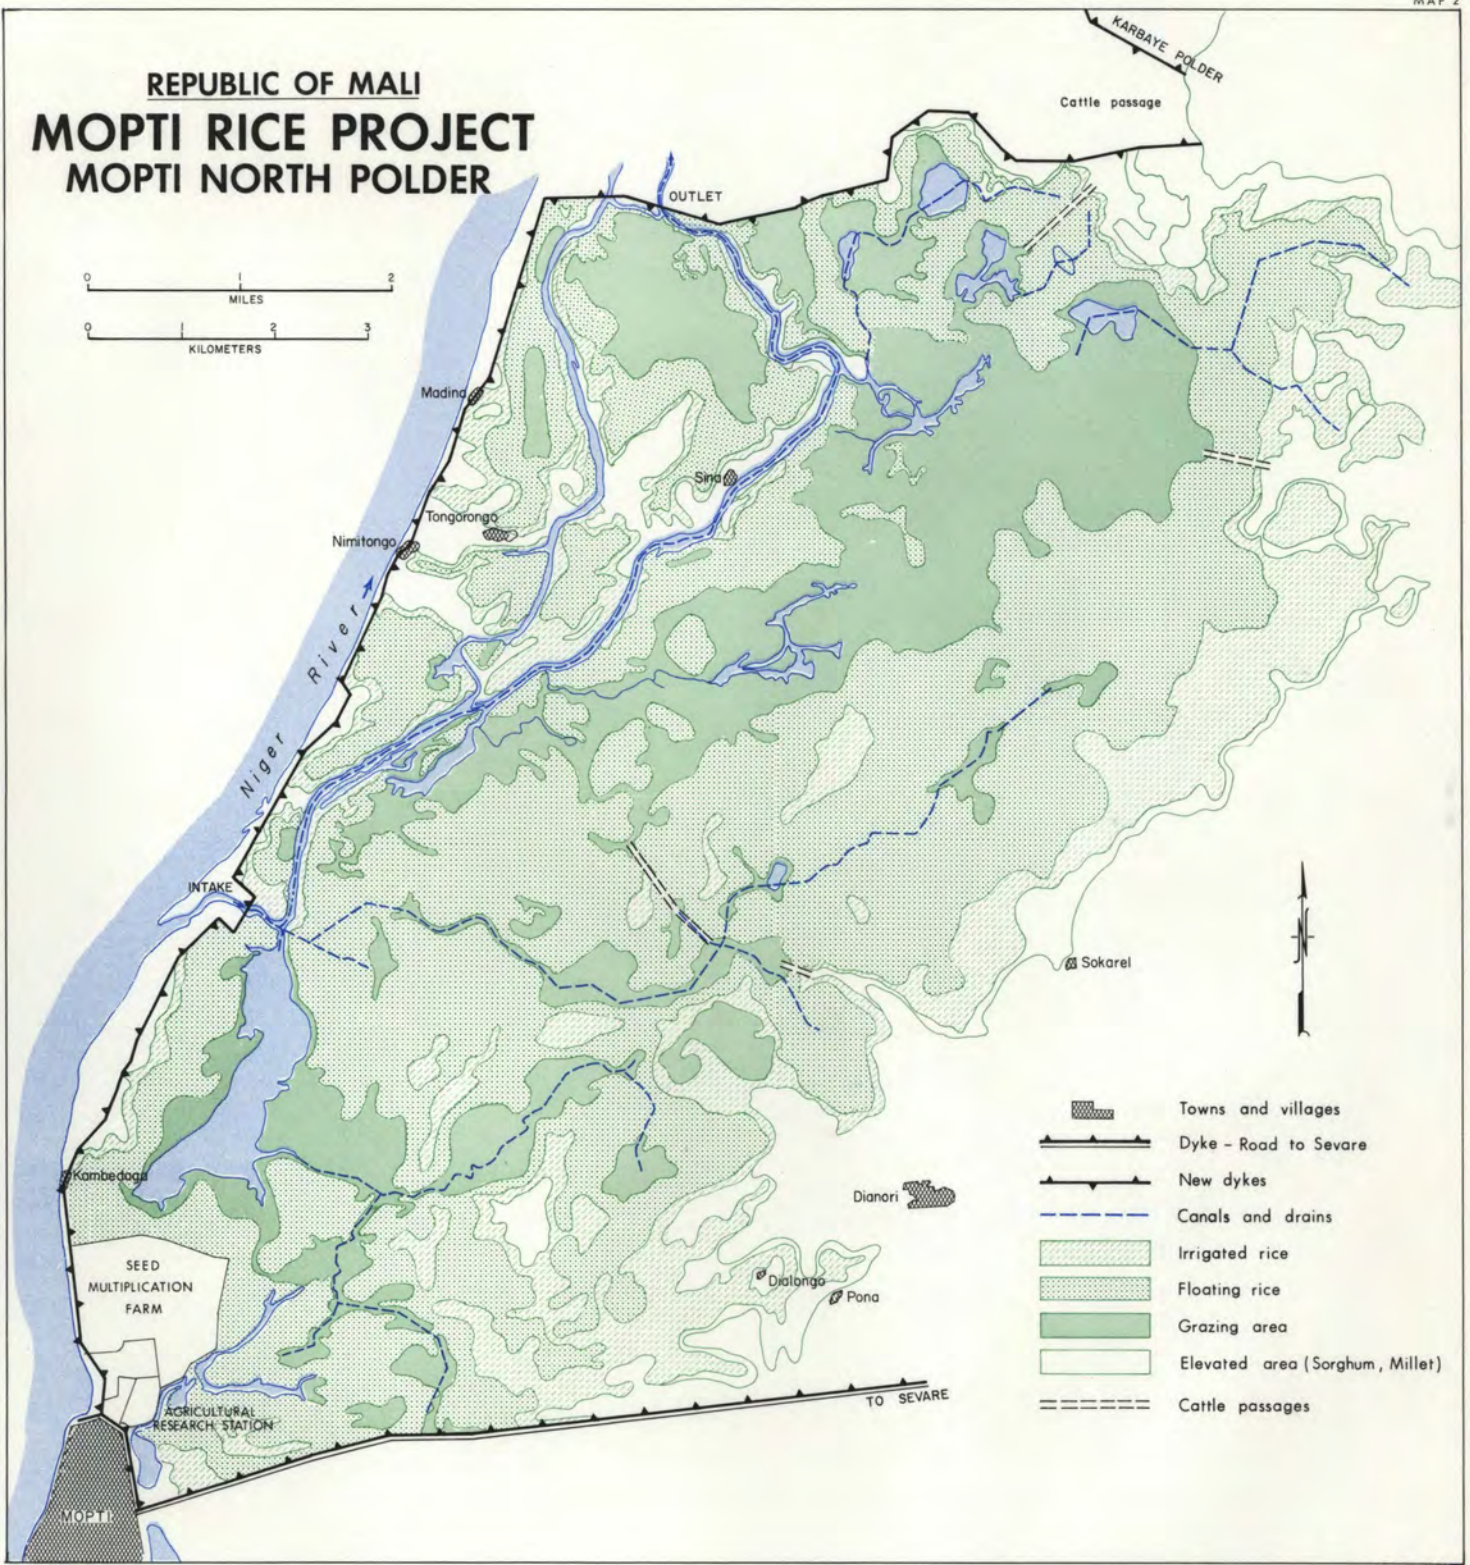 MAP 2
REPUBLIC OF MALI
MOPTI RICE PROJECT
MOPTI NORTH POLDER
KARBAYE POLDER
Cattle passage
OUTLET
0 1 2
MILES
0 1 2 3
KILOMETERS
Madina
Sina
Tongorongo
Nimitongo
Niger River
INTAKE
Sokarel
Kambedaga
Dianori
SEED
MULTIPLICATION
FARM
Dialongo
Pona
AGRICULTURAL
RESEARCH STATION
TO SEVARE
MOPTI
N
Towns and villages
Dyke - Road to Sevare
New dykes
Canals and drains
Irrigated rice
Floating rice
Grazing area
Elevated area (Sorghum, Millet)
Cattle passages